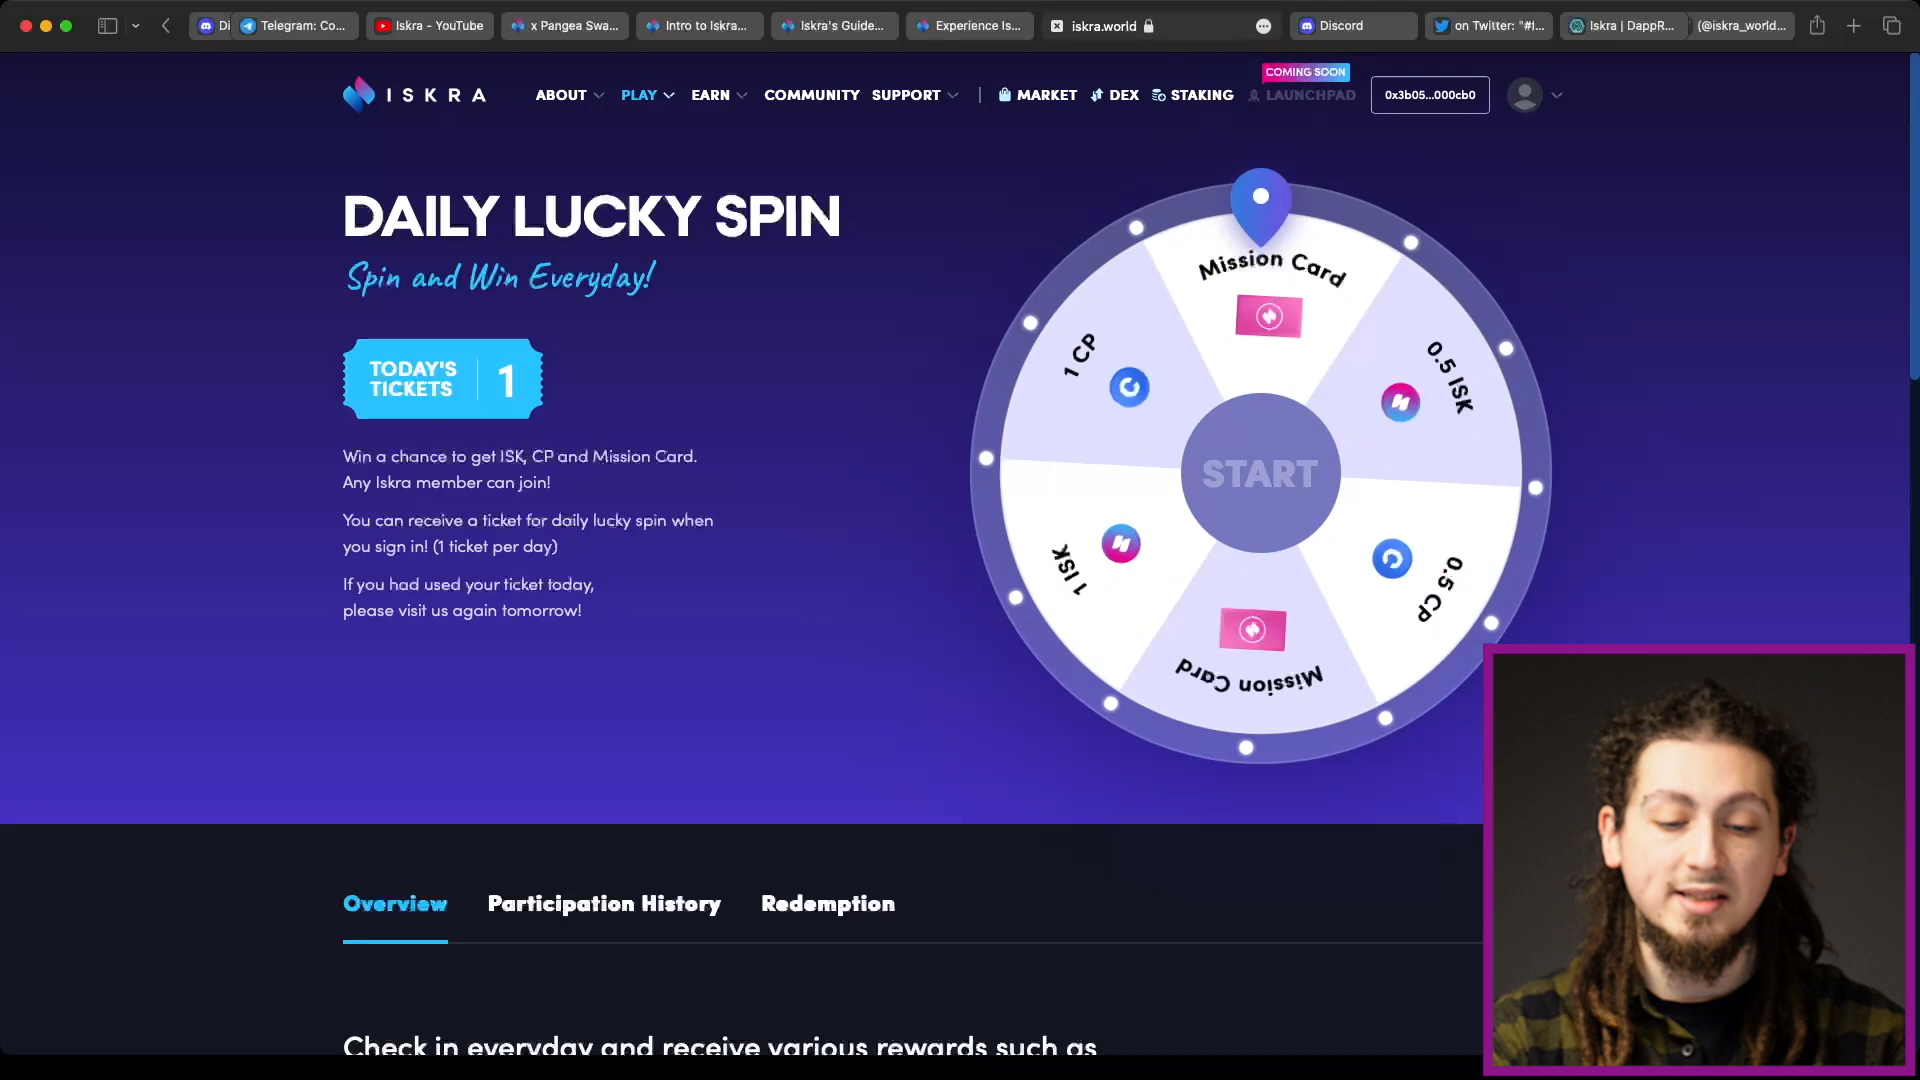 Di
Telegram: Co...
Iskra - YouTube
x Pangea Swa...
Intro to Iskra...
Iskra's Guide...
Experience Is...
iskra.world
Discord
on Twitter: "#I...
Iskra | DappR...
(@iskra_world...
COMING SOON
ISKRA
ABOUT
PLAY
EARN
COMMUNITY
SUPPORT
MARKET
DEX
STAKING
LAUNCHPAD
0x3b05...000cb0
DAILY LUCKY SPIN
Spin and Win Everyday!
TODAY'S
TICKETS
1
Win a chance to get ISK, CP and Mission Card.
Any Iskra member can join!
You can receive a ticket for daily lucky spin when
you sign in! (1 ticket per day)
If you had used your ticket today,
please visit us again tomorrow!
Mission Card
0.5 ISK
0.5 CP
Mission Card
1 ISK
1 CP
START
Overview
Participation History
Redemption
Check in everyday and receive various rewards such as